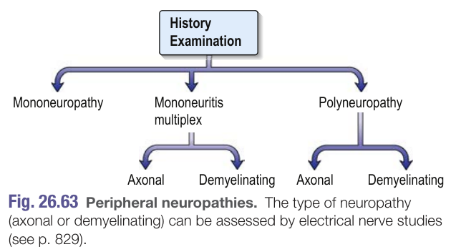 History
Examination
Mononeuropathy
Mononeuritis
multiplex
Polyneuropathy
Axonal
Demyelinating
Axonal
Demyelinating
Fig. 26.63 Peripheral neuropathies. The type of neuropathy
(axonal or demyelinating) can be assessed by electrical nerve studies
(see p. 829).